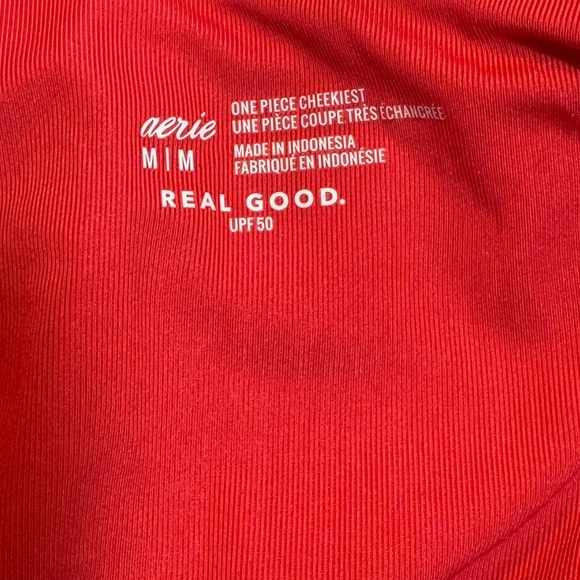 aerie
M | M
ONE PIECE CHEEKIEST
UNE PIÈCE COUPE TRÈS ÉCHANCRÉE
MADE IN INDONESIA
FABRIQUÉ EN INDONÉSIE
REAL GOOD.
UPF 50